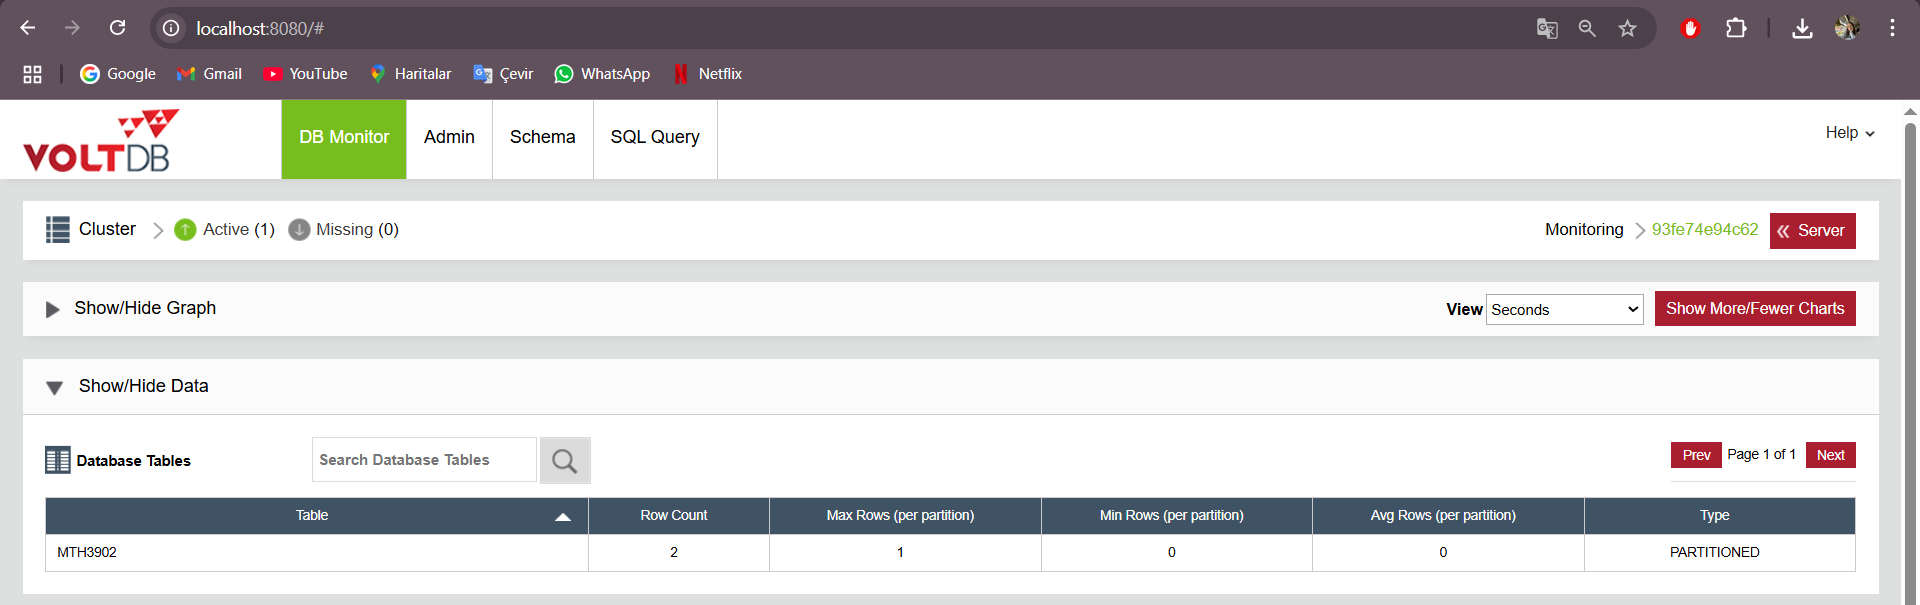 localhost:8080/#
Google Gmail YouTube Haritalar Çevir WhatsApp Netflix
VOLTDB DB Monitor Admin Schema SQL Query Help
Cluster Active (1) Missing (0) Monitoring 93fe74e94c62 « Server
Show/Hide Graph View Seconds Show More/Fewer Charts
Show/Hide Data
Database Tables Search Database Tables Prev Page 1 of 1 Next
Table Row Count Max Rows (per partition) Min Rows (per partition) Avg Rows (per partition) Type
MTH3902 2 1 0 0 PARTITIONED